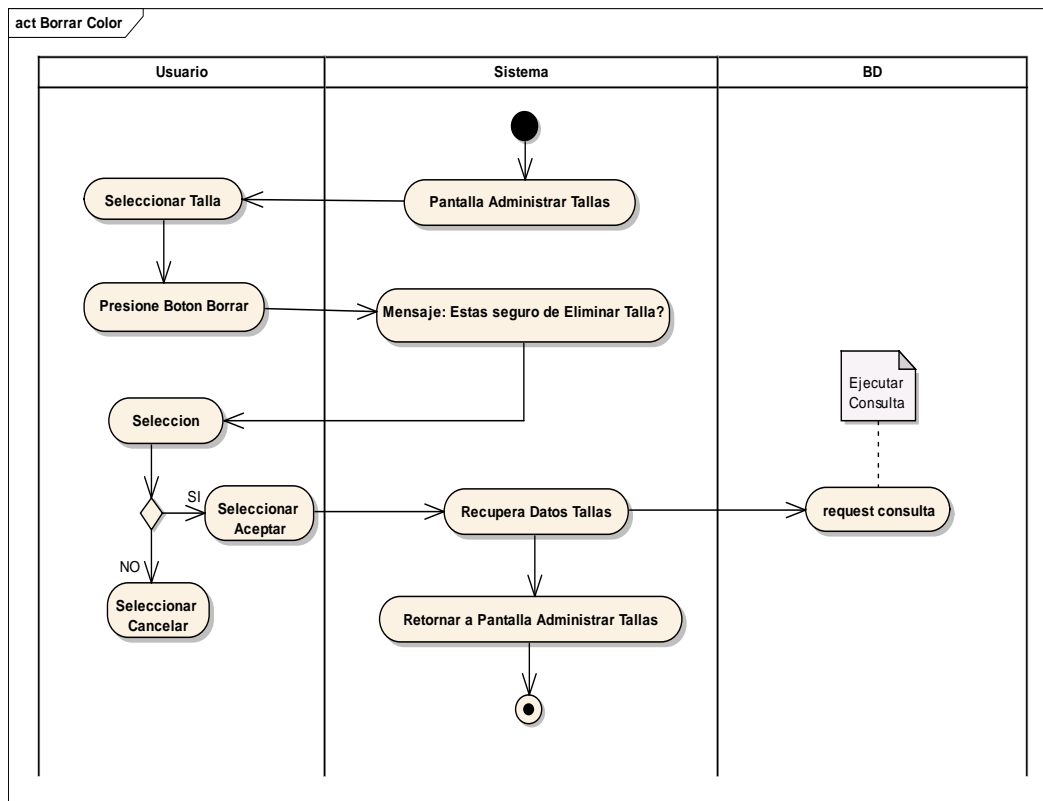 act Borrar Color
Usuario
Sistema
BD
Seleccionar Talla
Pantalla Administrar Tallas
Presione Boton Borrar
Mensaje: Estas seguro de Eliminar Talla?
Ejecutar
Consulta
Seleccion
SI
Seleccionar
Aceptar
Recupera Datos Tallas
request consulta
NO
Seleccionar
Cancelar
Retornar a Pantalla Administrar Tallas